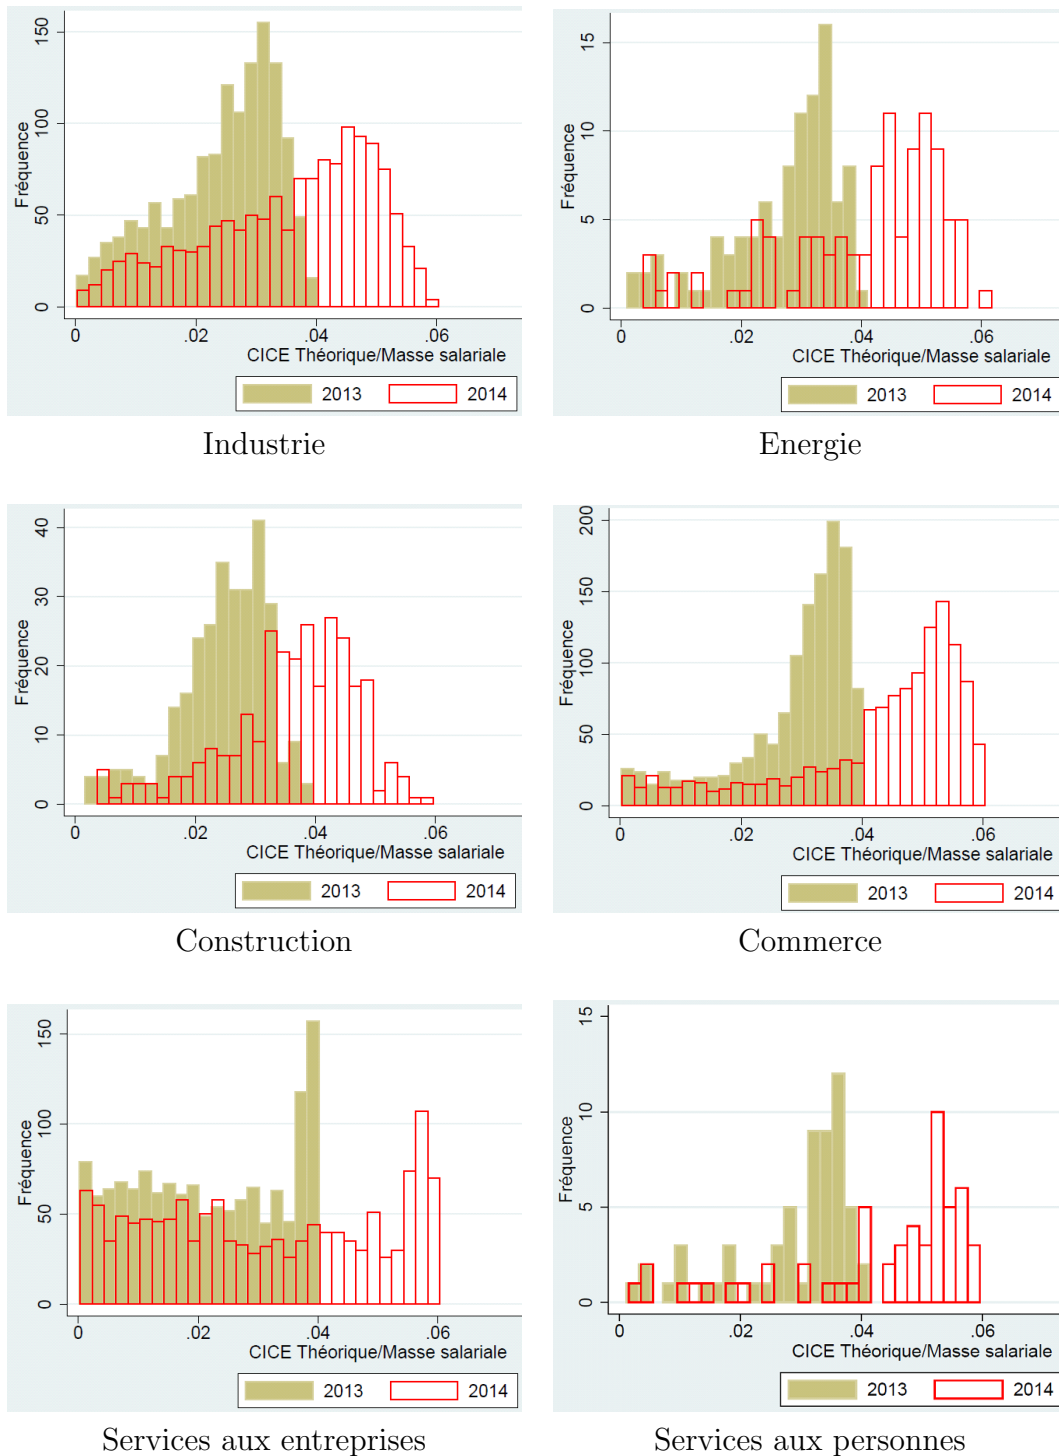 150
100
50
0
Fréquence
0 .02 .04 .06
CICE Théorique/Masse salariale
2013 2014
Industrie
15
10
5
0
Fréquence
0 .02 .04 .06
CICE Théorique/Masse salariale
2013 2014
Energie
40
30
20
10
0
Fréquence
0 .02 .04 .06
CICE Théorique/Masse salariale
2013 2014
Construction
200
150
100
50
0
Fréquence
0 .02 .04 .06
CICE Théorique/Masse salariale
2013 2014
Commerce
150
100
50
0
Fréquence
0 .02 .04 .06
CICE Théorique/Masse salariale
2013 2014
Services aux entreprises
15
10
5
0
Fréquence
0 .02 .04 .06
CICE Théorique/Masse salariale
2013 2014
Services aux personnes